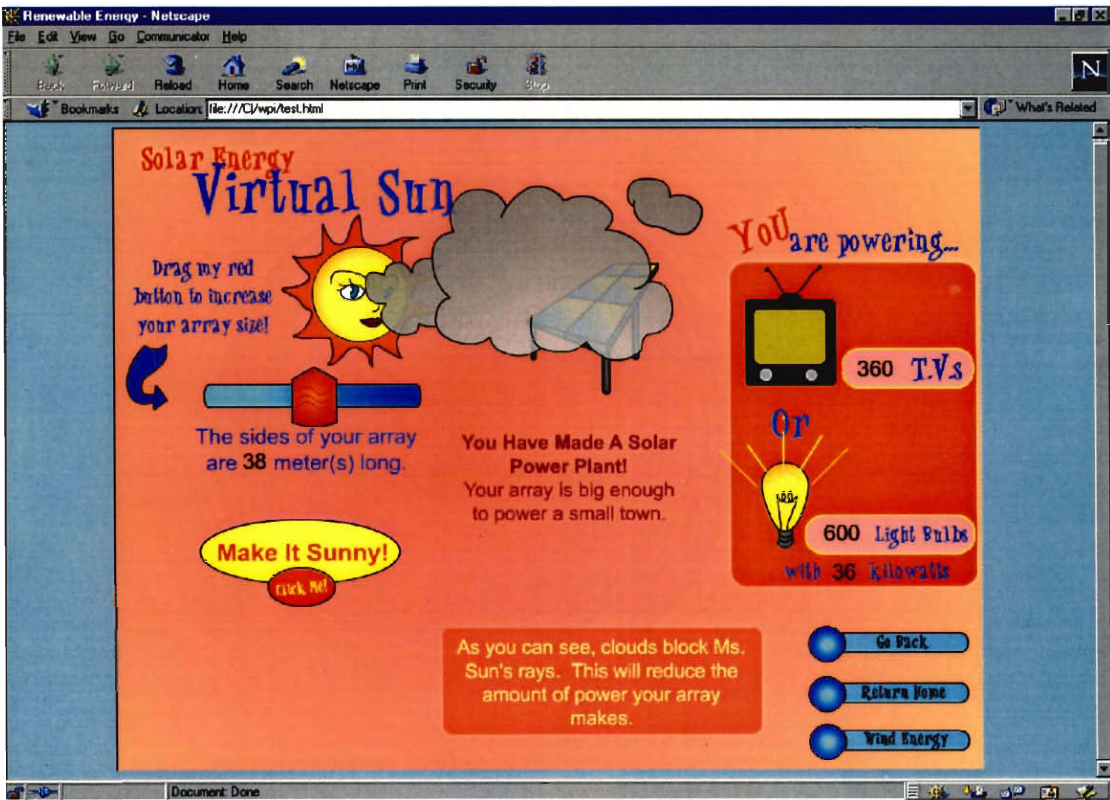 Renewable Energy - Netscape
File Edit View Go Communicator Help
Back Forward Reload Home Search Netscape Print Security Stop
N
Bookmarks Location: file:///C|/wpi/test.html What's Related
Solar Energy
Virtual Sun
Drag my red
button to increase
your array size!
The sides of your array
are 38 meter(s) long.
Make It Sunny!
Click Me!
You Have Made A Solar
Power Plant!
Your array is big enough
to power a small town.
As you can see, clouds block Ms.
Sun's rays. This will reduce the
amount of power your array
makes.
YoU are powering...
360 T.V.s
Or
600 Light Bulbs
with 36 kilowatts
Go Back
Return Home
Wind Energy
Document: Done